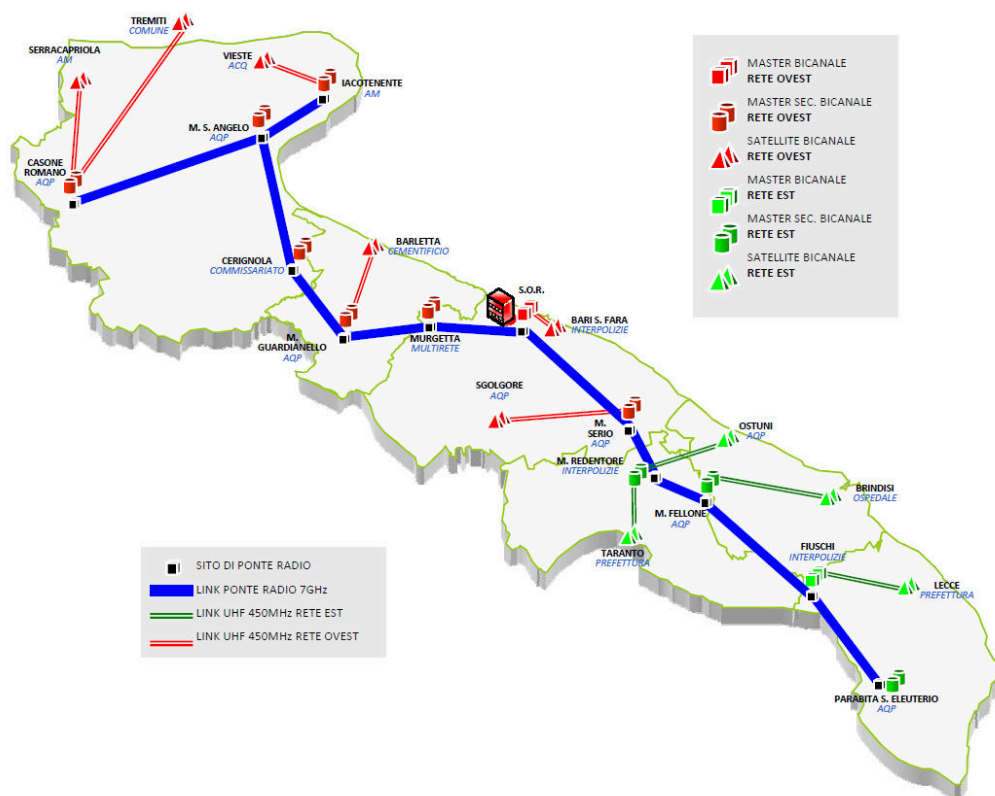 TREMITI
COMUNE
SERRACAPRIOLA
AM
VIESTE
ACQ
IACOTENENTE
AM
M. S. ANGELO
AQP
CASONE
ROMANO
AQP
CERIGNOLA
COMMISSARIATO
BARLETTA
CEMENTIFICIO
M.
GUARDIANELLO
AQP
MURGETTA
MULTIRETE
S.O.R.
BARI S. FARA
INTERPOLIZIE
SGOLGORE
AQP
M.
SERIO
AQP
OSTUNI
AQP
M. REDENTORE
INTERPOLIZIE
M. FELLONE
AQP
BRINDISI
OSPEDALE
TARANTO
PREFETTURA
FIUSCHI
INTERPOLIZIE
LECCE
PREFETTURA
PARABITA S. ELEUTERIO
AQP
MASTER BICANALE
RETE OVEST
MASTER SEC. BICANALE
RETE OVEST
SATELLITE BICANALE
RETE OVEST
MASTER BICANALE
RETE EST
MASTER SEC. BICANALE
RETE EST
SATELLITE BICANALE
RETE EST
SITO DI PONTE RADIO
LINK PONTE RADIO 7GHz
LINK UHF 450MHz RETE EST
LINK UHF 450MHz RETE OVEST